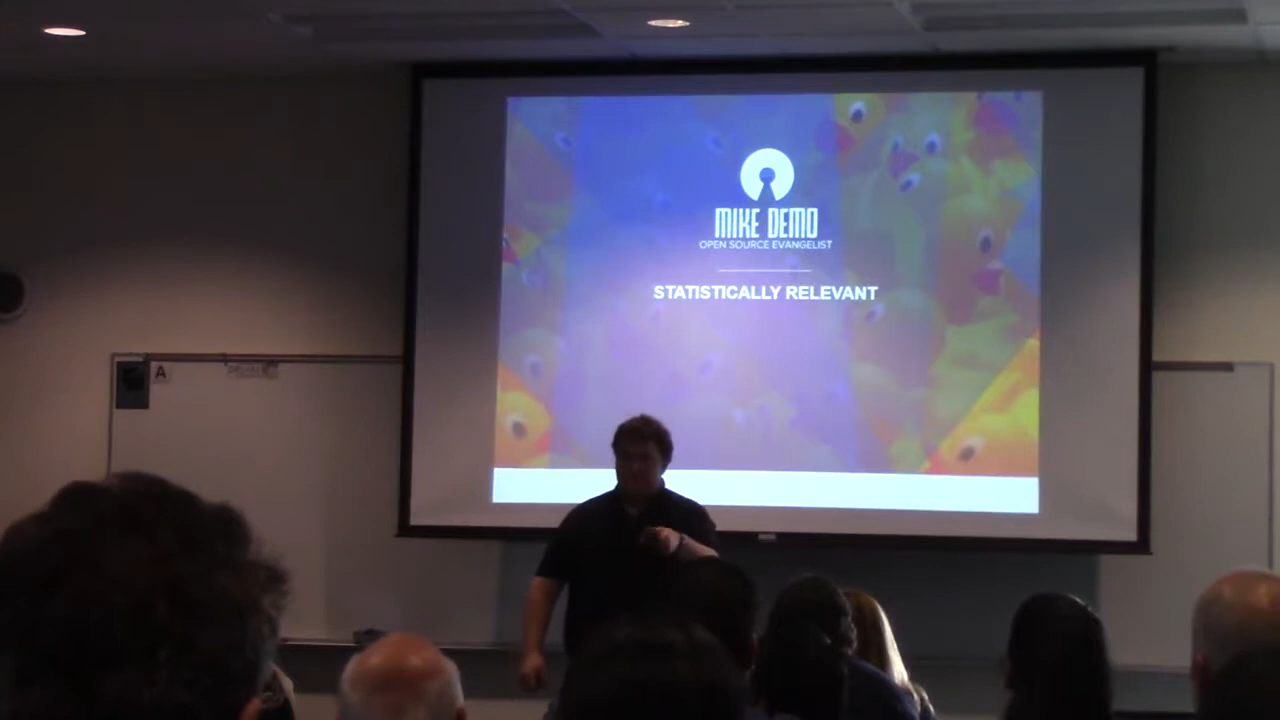 MIKE DEMO
OPEN SOURCE EVANGELIST
STATISTICALLY RELEVANT
A